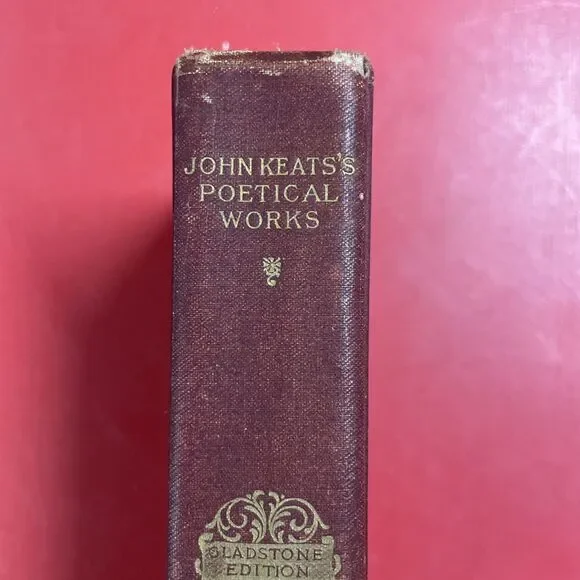 JOHN KEATS'S
POETICAL
WORKS
GLADSTONE
EDITION